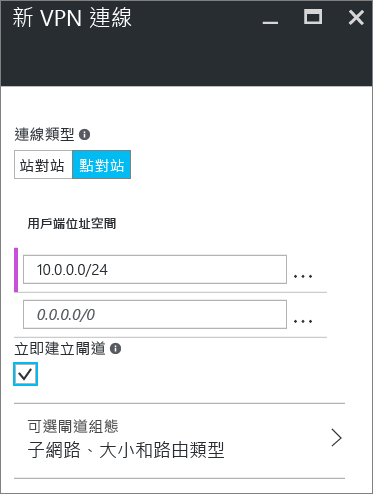 新 VPN 連線
連線類型
站對站 點對站
用戶端位址空間
10.0.0.0/24
0.0.0.0/0
立即建立閘道
可選閘道組態
子網路、大小和路由類型